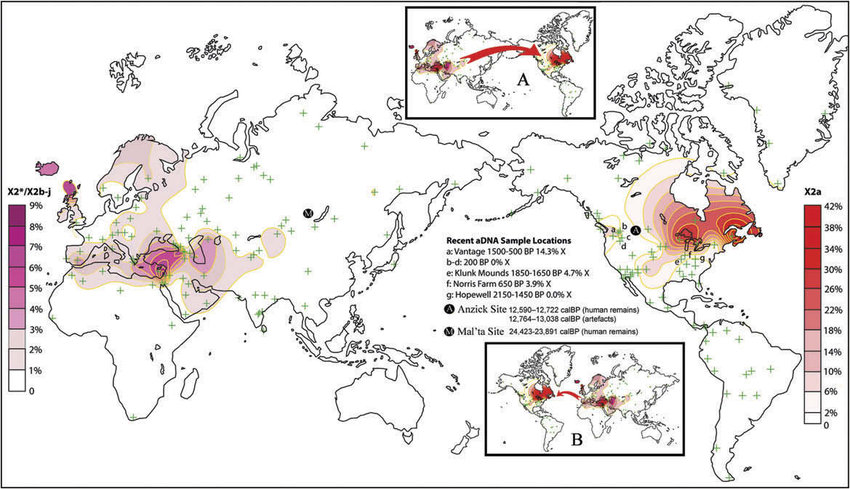 A
X2*/X2b-j
9%
8%
7%
6%
5%
4%
3%
2%
1%
0
M
Recent aDNA Sample Locations
a: Vantage 1500-500 BP 14.3% X
b-d: 200 BP 0% X
e: Klunk Mounds 1850-1650 BP 4.7% X
f: Norris Farm 650 BP 3.9% X
g: Hopewell 2150-1450 BP 0.0% X
A Anzick Site 12,590–12,722 calBP (human remains)
12,764–13,038 calBP (artefacts)
M Mal'ta Site 24,423-23,891 calBP (human remains)
a
b
A
d
e
g
X2a
42%
38%
34%
30%
26%
22%
18%
14%
10%
6%
2%
0
B